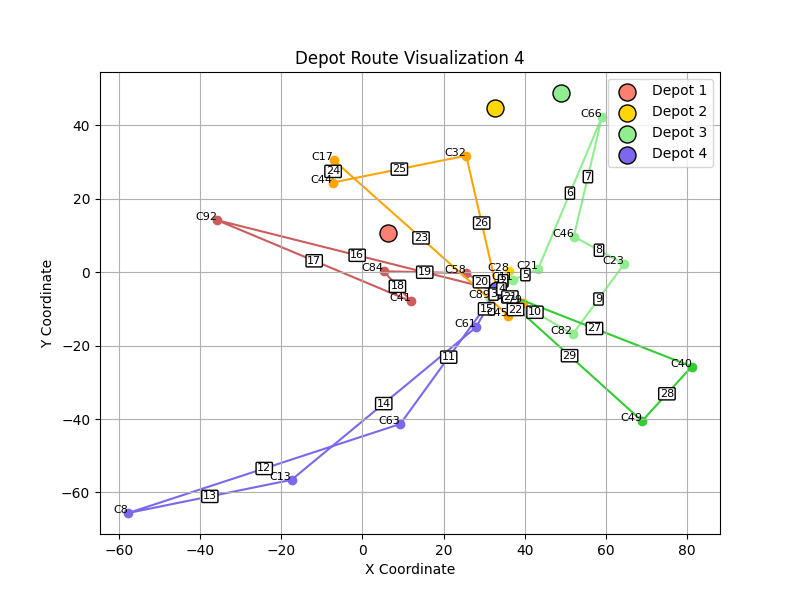 Depot Route Visualization 4
Depot 1
Depot 2
Depot 3
Depot 4
Y Coordinate
40
20
0
−20
−40
−60
C66
6
7
C46
8
C23
9
C82
C17
24
C44
25
C32
26
23
C92
16
17
C84
18
C41
19
C58
20
C28
C21
5
C61
15
22
10
11
27
29
C40
28
C49
14
C63
12
C13
13
C8
−60
−40
−20
0
20
40
60
80
X Coordinate